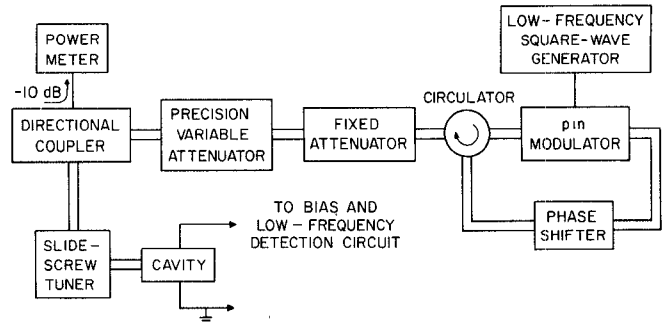 POWER
METER
-10 dB
DIRECTIONAL
COUPLER
PRECISION
VARIABLE
ATTENUATOR
FIXED
ATTENUATOR
CIRCULATOR
LOW-FREQUENCY
SQUARE-WAVE
GENERATOR
pin
MODULATOR
PHASE
SHIFTER
SLIDE-
SCREW
TUNER
CAVITY
TO BIAS AND
LOW-FREQUENCY
DETECTION CIRCUIT